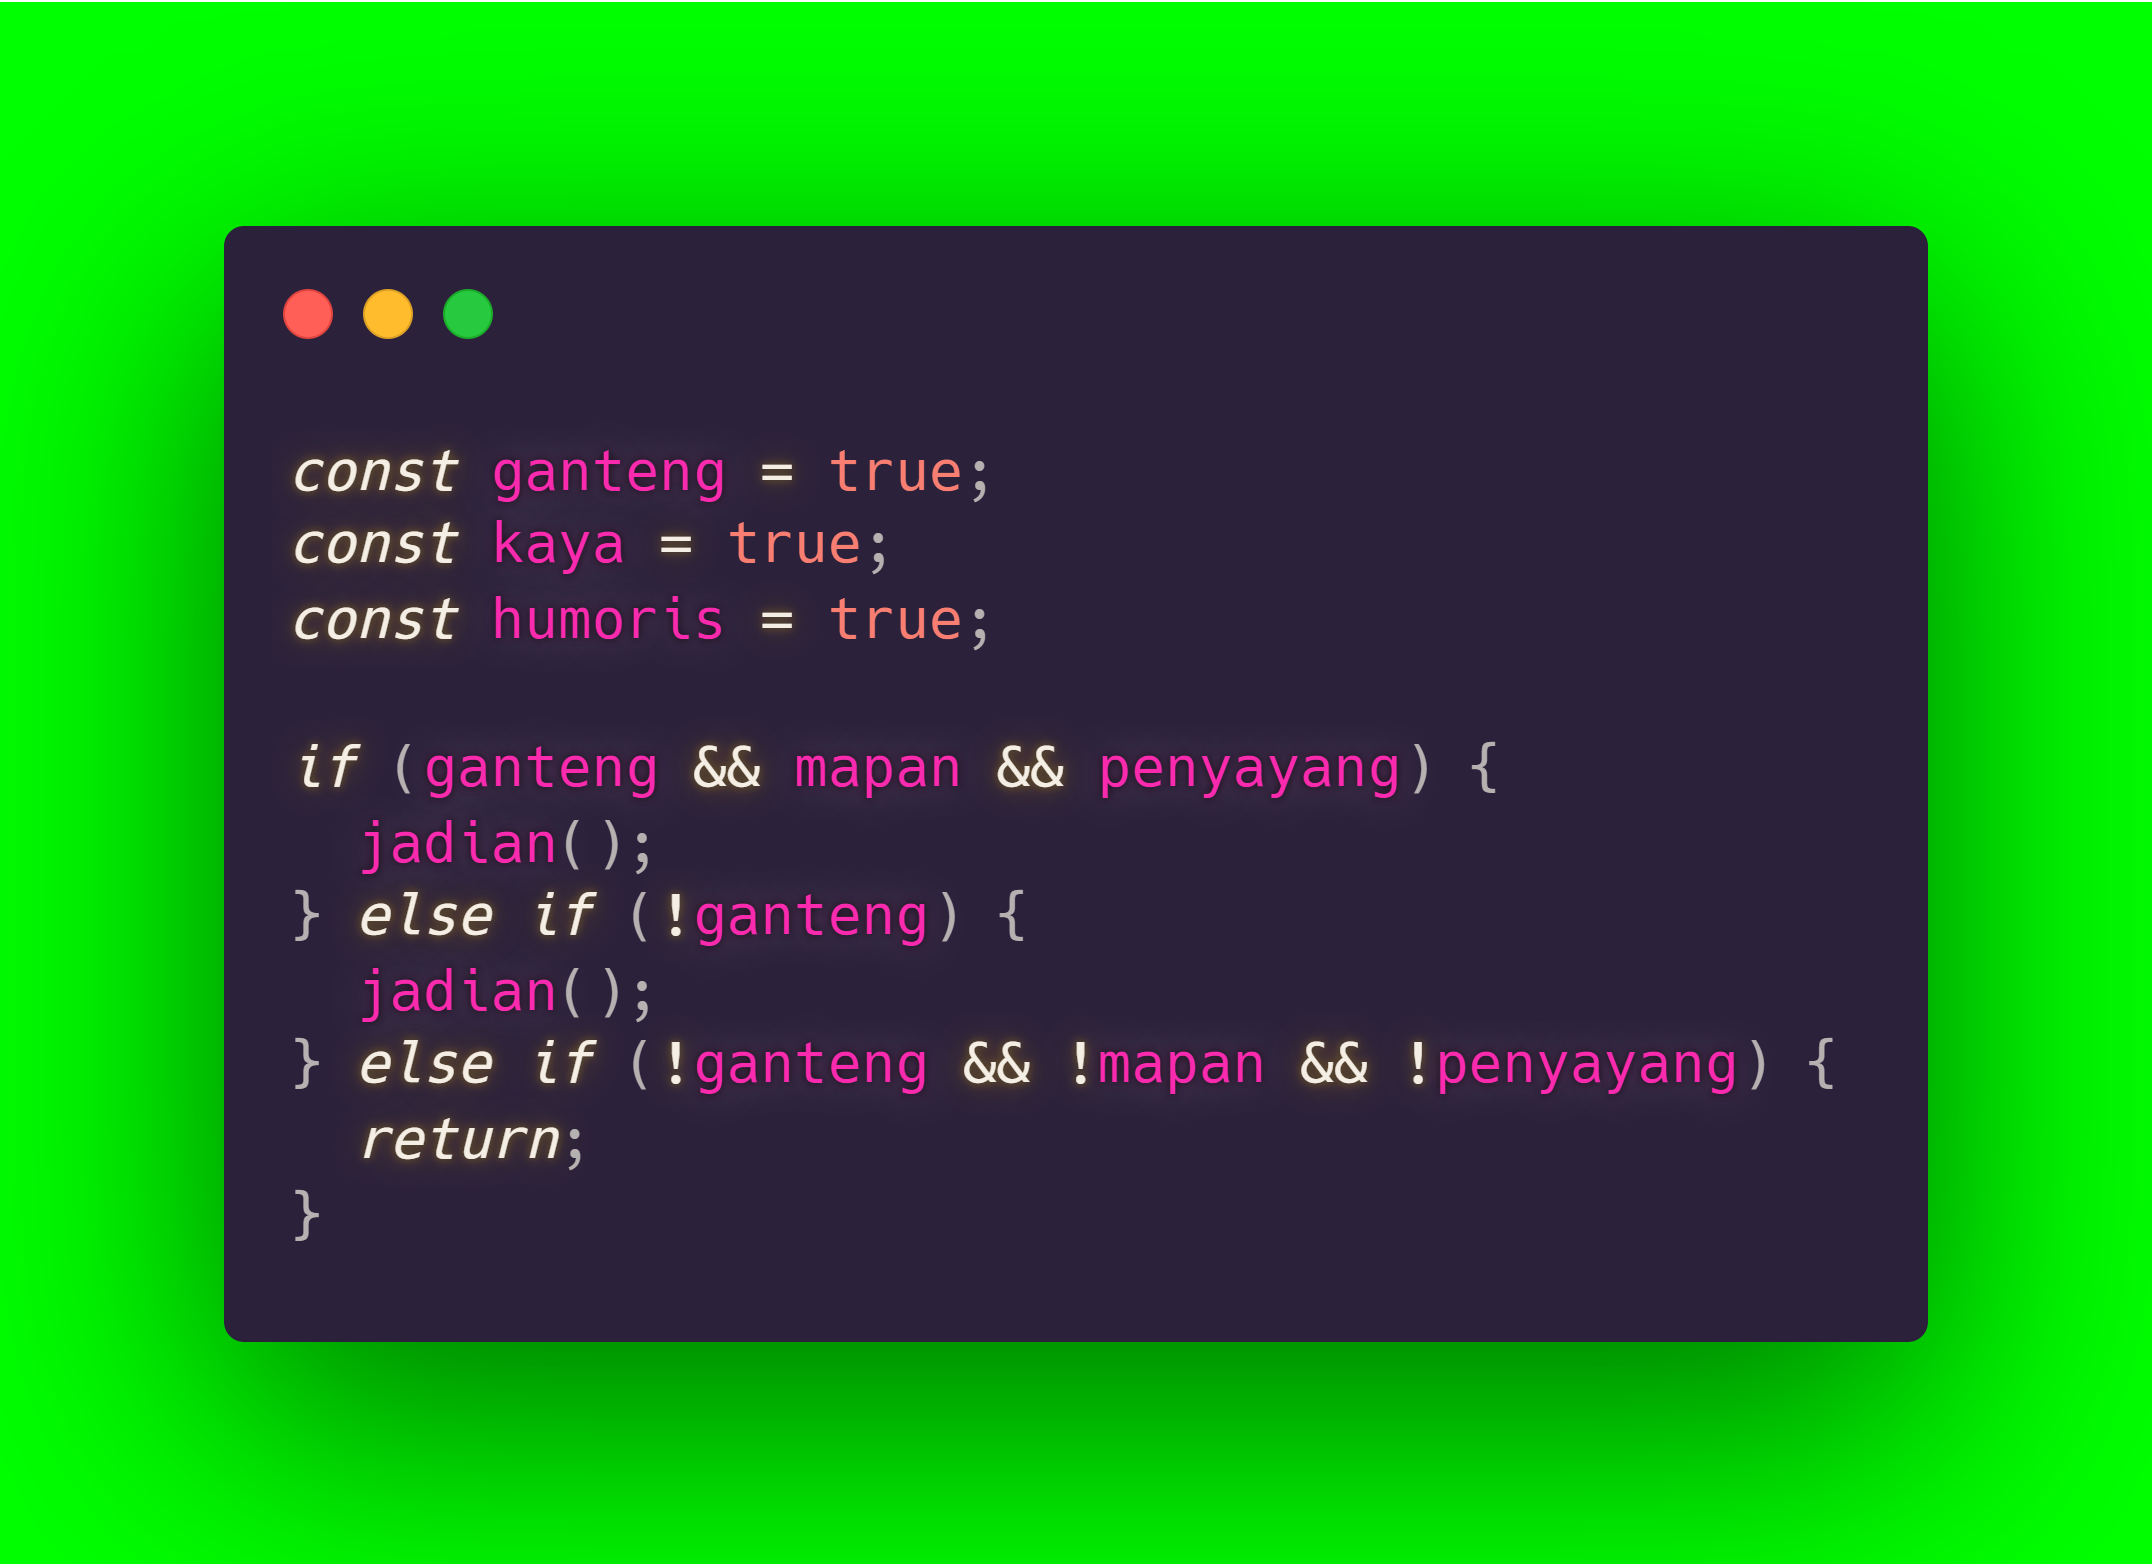 const ganteng = true;
const kaya = true;
const humoris = true;

if (ganteng && mapan && penyayang) {
  jadian();
} else if (!ganteng) {
  jadian();
} else if (!ganteng && !mapan && !penyayang) {
  return;
}